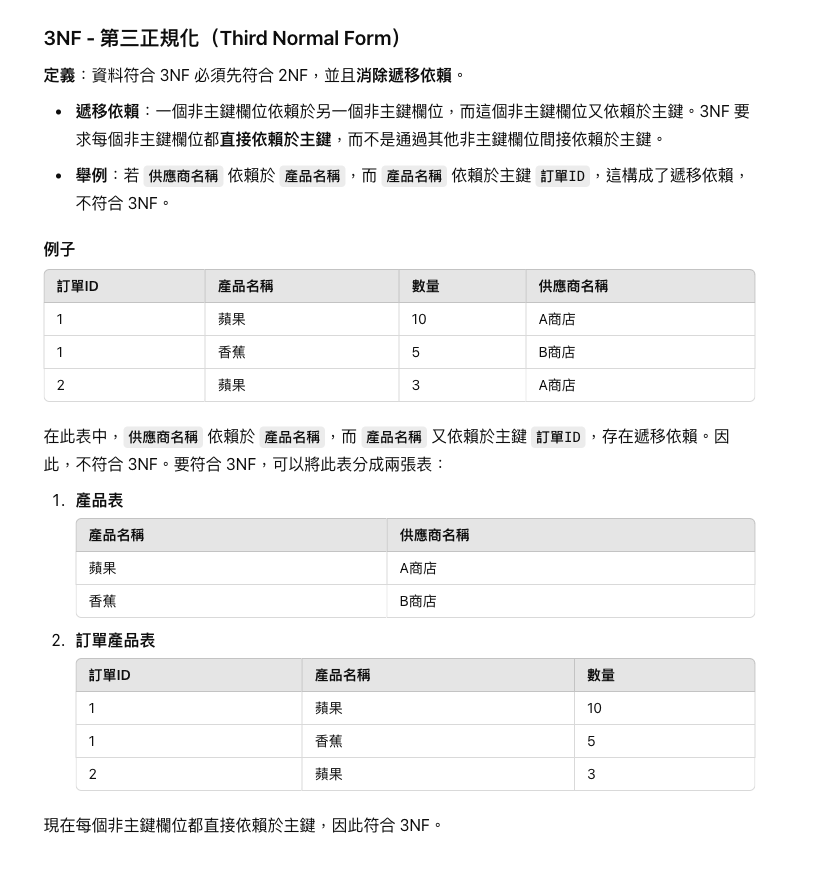 3NF - 第三正規化（Third Normal Form）
定義：資料符合 3NF 必須先符合 2NF，並且消除遞移依賴。
• 遞移依賴：一個非主鍵欄位依賴於另一個非主鍵欄位，而這個非主鍵欄位又依賴於主鍵。3NF 要
求每個非主鍵欄位都直接依賴於主鍵，而不是通過其他非主鍵欄位間接依賴於主鍵。
• 舉例：若 供應商名稱 依賴於 產品名稱，而 產品名稱 依賴於主鍵 訂單ID，這構成了遞移依賴，
不符合 3NF。
例子
訂單ID 產品名稱 數量 供應商名稱
1 蘋果 10 A商店
1 香蕉 5 B商店
2 蘋果 3 A商店
在此表中，供應商名稱 依賴於 產品名稱，而 產品名稱 又依賴於主鍵 訂單ID，存在遞移依賴。因
此，不符合 3NF。要符合 3NF，可以將此表分成兩張表：
1. 產品表
產品名稱 供應商名稱
蘋果 A商店
香蕉 B商店
2. 訂單產品表
訂單ID 產品名稱 數量
1 蘋果 10
1 香蕉 5
2 蘋果 3
現在每個非主鍵欄位都直接依賴於主鍵，因此符合 3NF。